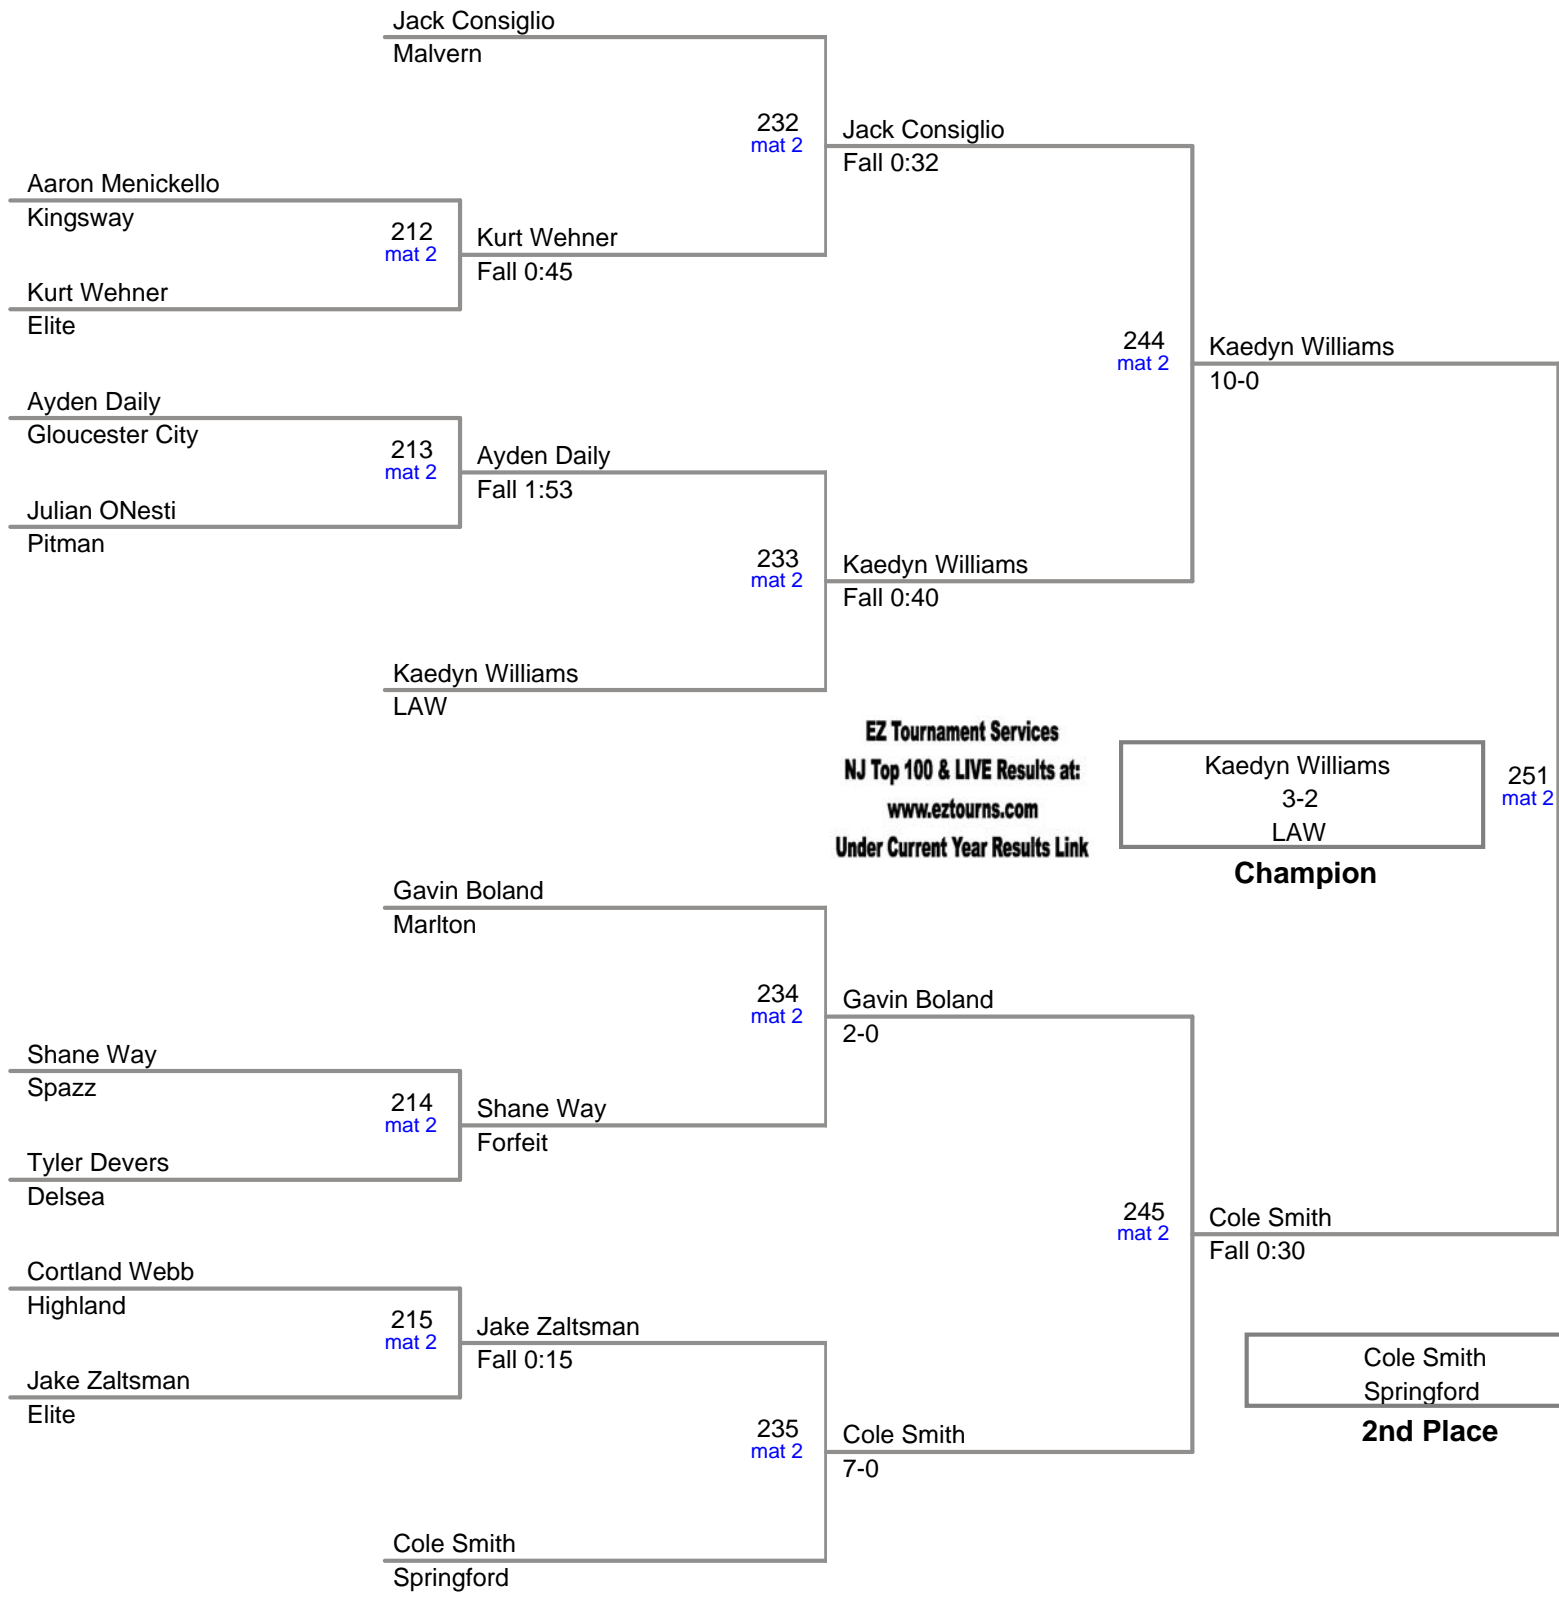 Jack Consiglio
Malvern
232
mat 2
Jack Consiglio
Fall 0:32
Aaron Menickello
Kingsway
212
mat 2
Kurt Wehner
Fall 0:45
Kurt Wehner
Elite
244
mat 2
Kaedyn Williams
10-0
Ayden Daily
Gloucester City
213
mat 2
Ayden Daily
Fall 1:53
Julian ONesti
Pitman
233
mat 2
Kaedyn Williams
Fall 0:40
Kaedyn Williams
LAW
EZ Tournament Services
NJ Top 100 & LIVE Results at:
www.eztourns.com
Under Current Year Results Link
Kaedyn Williams
3-2
LAW
Champion
251
mat 2
Gavin Boland
Marlton
234
mat 2
Gavin Boland
2-0
Shane Way
Spazz
214
mat 2
Shane Way
Forfeit
Tyler Devers
Delsea
245
mat 2
Cole Smith
Fall 0:30
Cortland Webb
Highland
215
mat 2
Jake Zaltsman
Fall 0:15
Jake Zaltsman
Elite
Cole Smith
Springford
2nd Place
235
mat 2
Cole Smith
7-0
Cole Smith
Springford